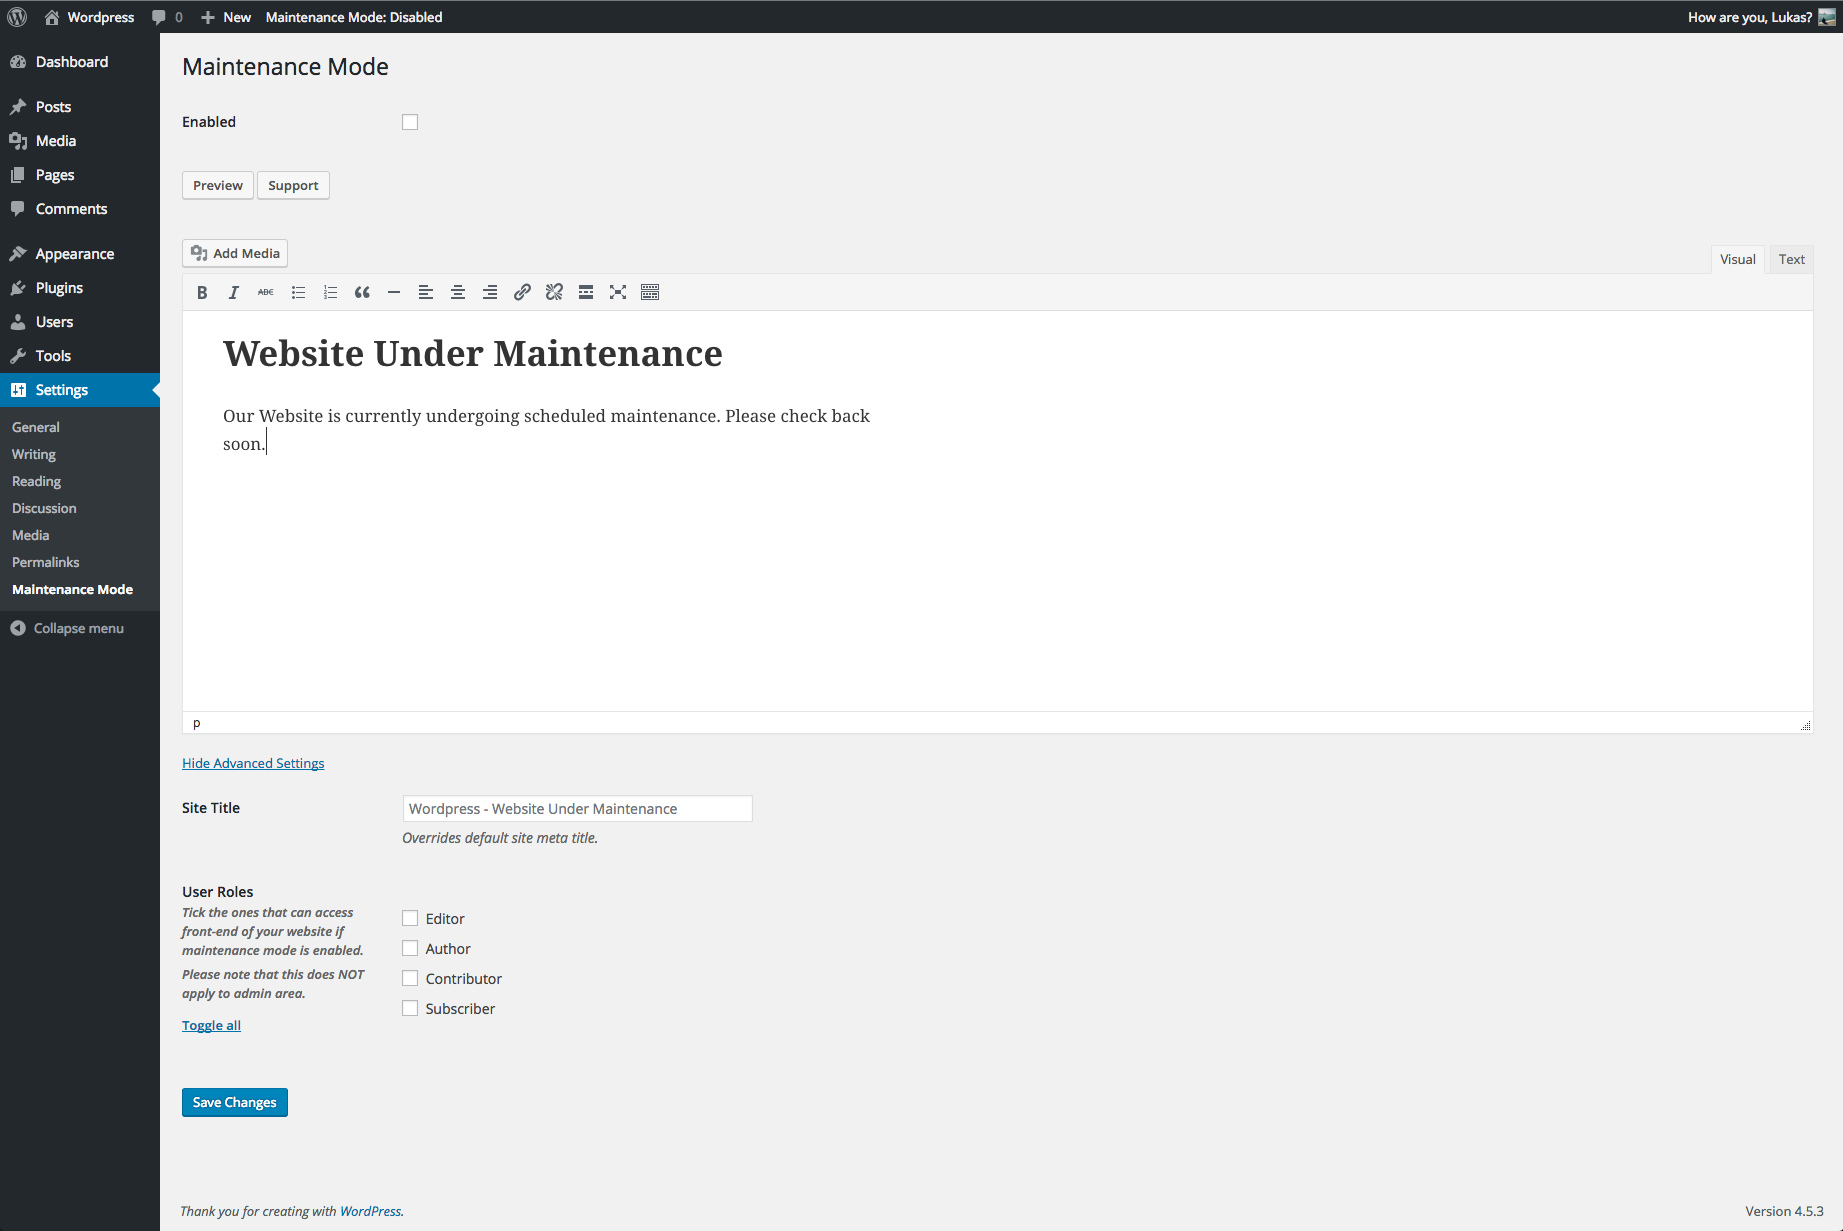 Wordpress 0 New Maintenance Mode: Disabled How are you, Lukas?
Dashboard
Posts
Media
Pages
Comments
Appearance
Plugins
Users
Tools
Settings
General
Writing
Reading
Discussion
Media
Permalinks
Maintenance Mode
Collapse menu
Maintenance Mode
Enabled
Preview Support
Add Media
Visual Text
B I ABC
Website Under Maintenance
Our Website is currently undergoing scheduled maintenance. Please check back
soon.
p
Hide Advanced Settings
Site Title
Wordpress - Website Under Maintenance
Overrides default site meta title.
User Roles
Tick the ones that can access
front-end of your website if
maintenance mode is enabled.
Please note that this does NOT
apply to admin area.
Toggle all
Editor
Author
Contributor
Subscriber
Save Changes
Thank you for creating with WordPress.
Version 4.5.3